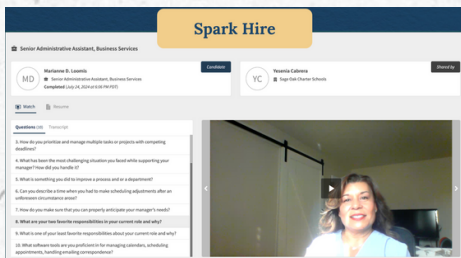 Spark Hire
Senior Administrative Assistant, Business Services
MD
Marianne D. Loomis
Senior Administrative Assistant, Business Services
Completed (July 24, 2024 at 6:08 PM PDT)
Candidate
YC
Yesenia Cabrera
Sage Oak Charter Schools
Shared by
Watch
Resume
Questions (10)
Transcript
3. How do you prioritize and manage multiple tasks or projects with competing
deadlines?
4. What has been the most challenging situation you faced while supporting your
manager? How did you handle it?
5. What is something you did to improve a process and or a department?
6. Can you describe a time when you had to make scheduling adjustments after an
unforeseen circumstance arose?
7. How do you make sure that you can properly anticipate your manager's needs?
8. What are your two favorite responsibilities in your current role and why?
9. What is one of your least favorite responsibilities about your current role and why?
10. What software tools are you proficient in for managing calendars, scheduling
appointments, handling emailing correspondence?